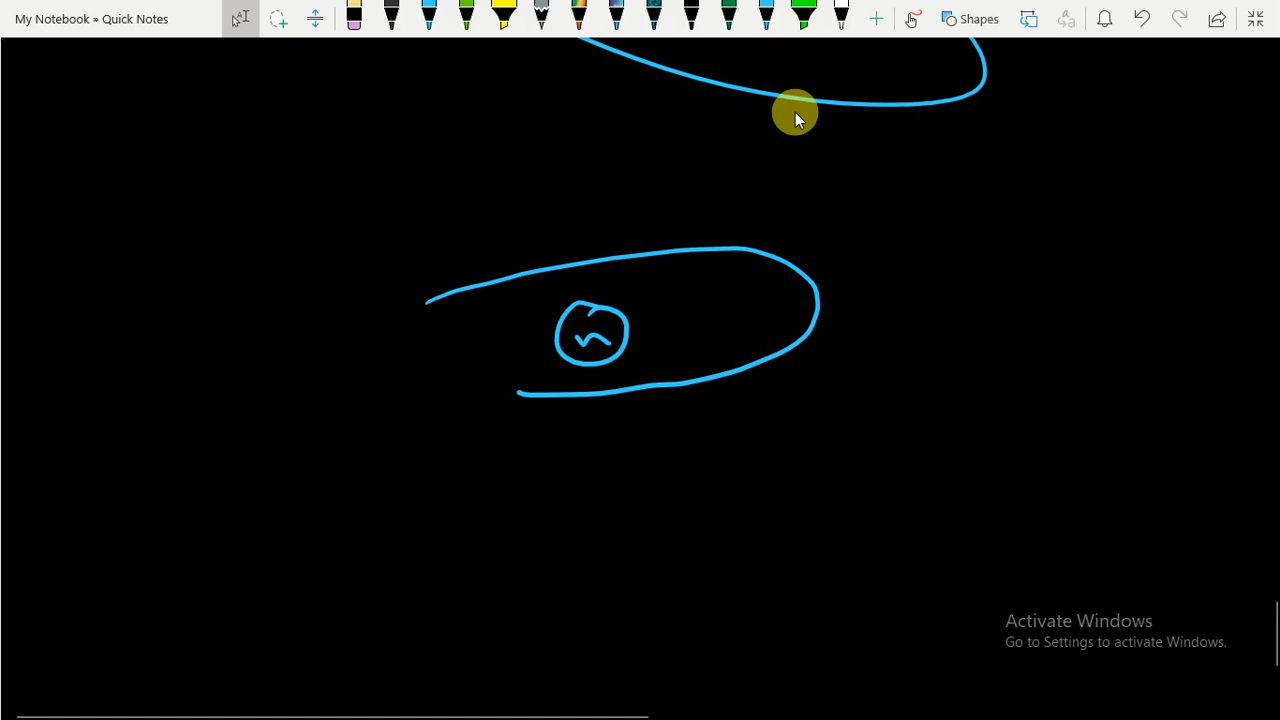 My Notebook » Quick Notes
Shapes
Activate Windows
Go to Settings to activate Windows.